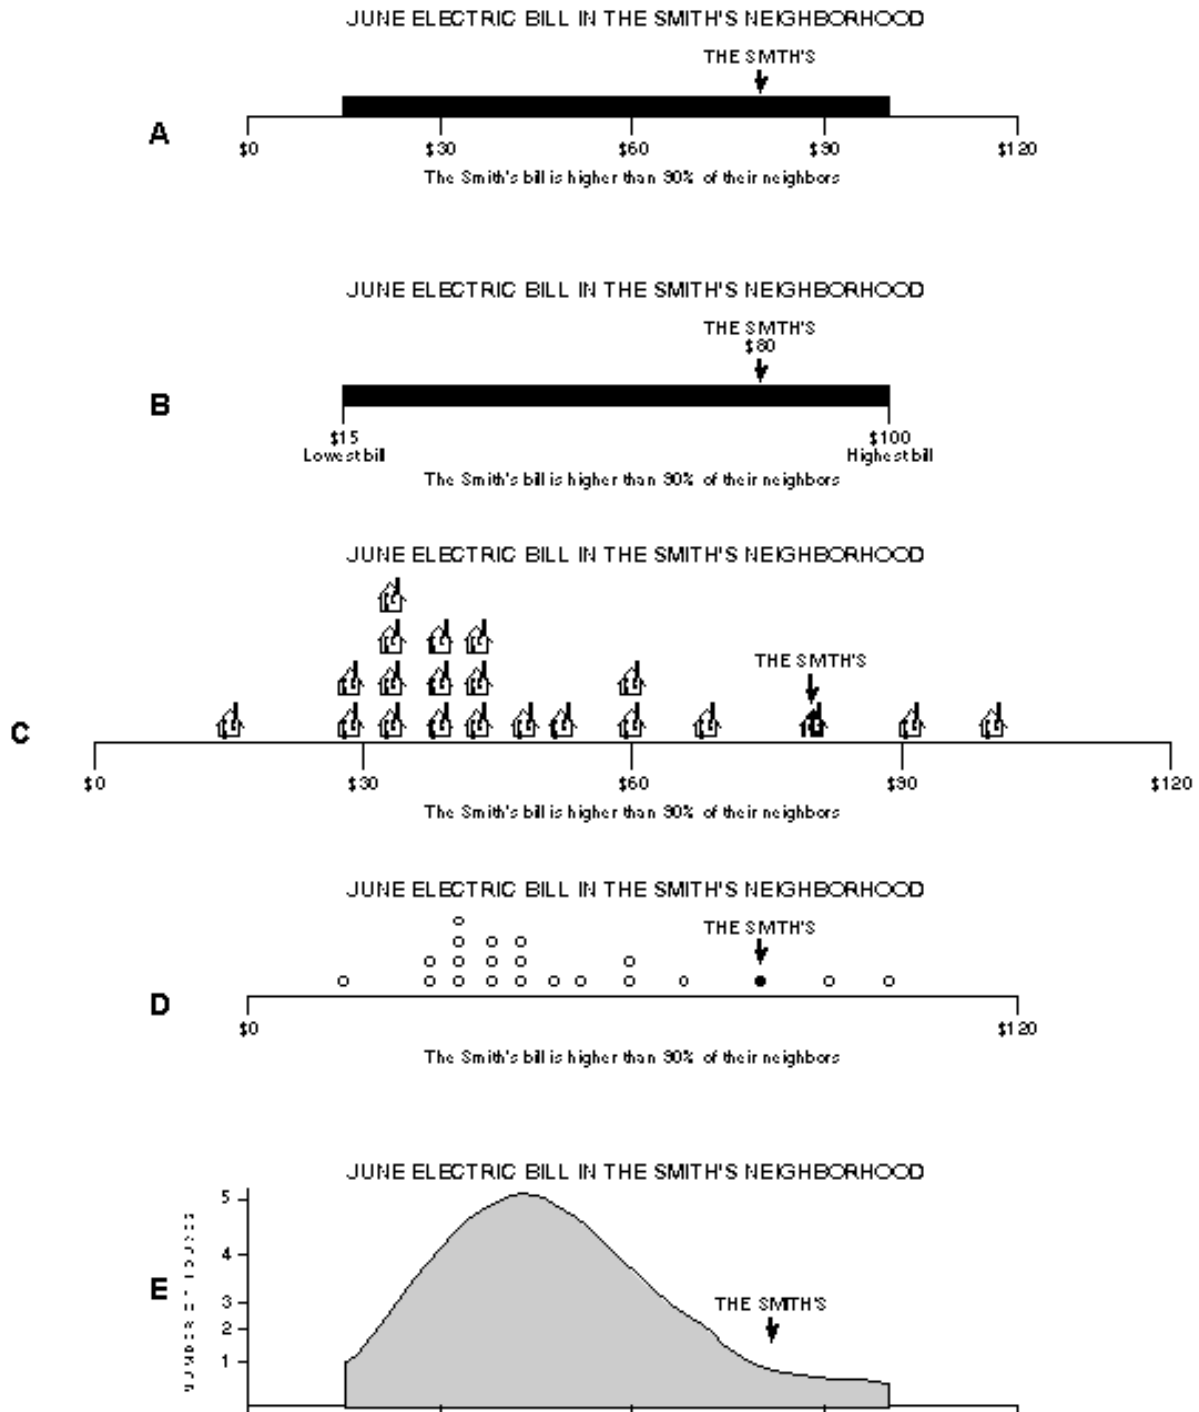 JUNE ELECTRIC BILL IN THE SMITH'S NEIGHBORHOOD
THE SMITH'S
A
$0 $30 $60 $90 $120
The Smith's bill is higher than 90% of their neighbors
JUNE ELECTRIC BILL IN THE SMITH'S NEIGHBORHOOD
THE SMITH'S
$80
B
$15 $100
Lowest bill Highest bill
The Smith's bill is higher than 90% of their neighbors
JUNE ELECTRIC BILL IN THE SMITH'S NEIGHBORHOOD
THE SMITH'S
C
$0 $30 $60 $90 $120
The Smith's bill is higher than 90% of their neighbors
JUNE ELECTRIC BILL IN THE SMITH'S NEIGHBORHOOD
THE SMITH'S
D
$0 $120
The Smith's bill is higher than 90% of their neighbors
JUNE ELECTRIC BILL IN THE SMITH'S NEIGHBORHOOD
5
4
E
THE SMITH'S
3
2
1